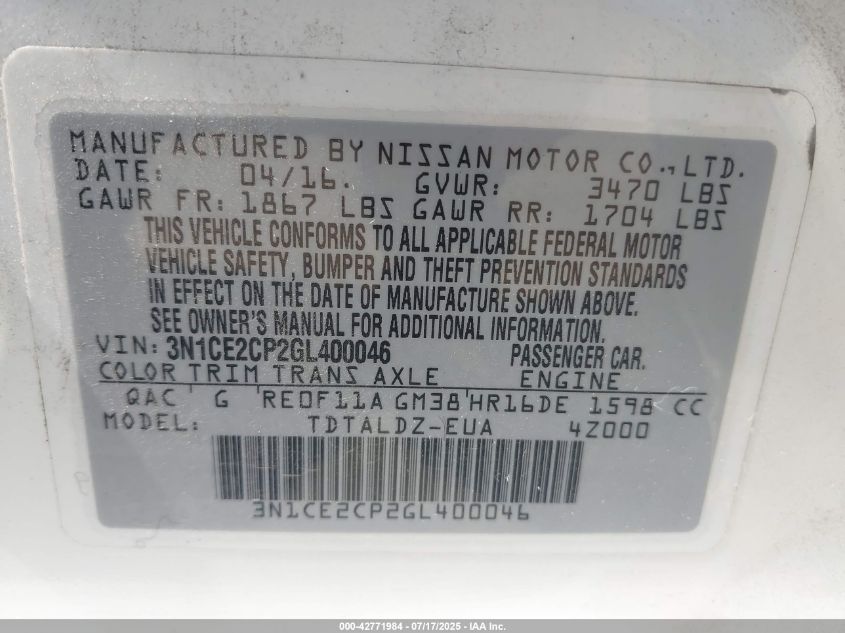 MANUFACTURED BY NISSAN MOTOR CO.,LTD.
DATE: 04/16. GVWR: 3470 LBS
GAWR FR: 1867 LBS GAWR RR: 1704 LBS
THIS VEHICLE CONFORMS TO ALL APPLICABLE FEDERAL MOTOR
VEHICLE SAFETY, BUMPER AND THEFT PREVENTION STANDARDS
IN EFFECT ON THE DATE OF MANUFACTURE SHOWN ABOVE.
SEE OWNER'S MANUAL FOR ADDITIONAL INFORMATION.
VIN: 3N1CE2CP2GL400046 PASSENGER CAR.
COLOR TRIM TRANS AXLE ENGINE
QAC G RE0F11A GM38 HR16DE 1598 CC
MODEL: TDTALDZ-EUA 4Z000
3N1CE2CP2GL400046
000-42771984 - 07/17/2025 - IAA Inc.